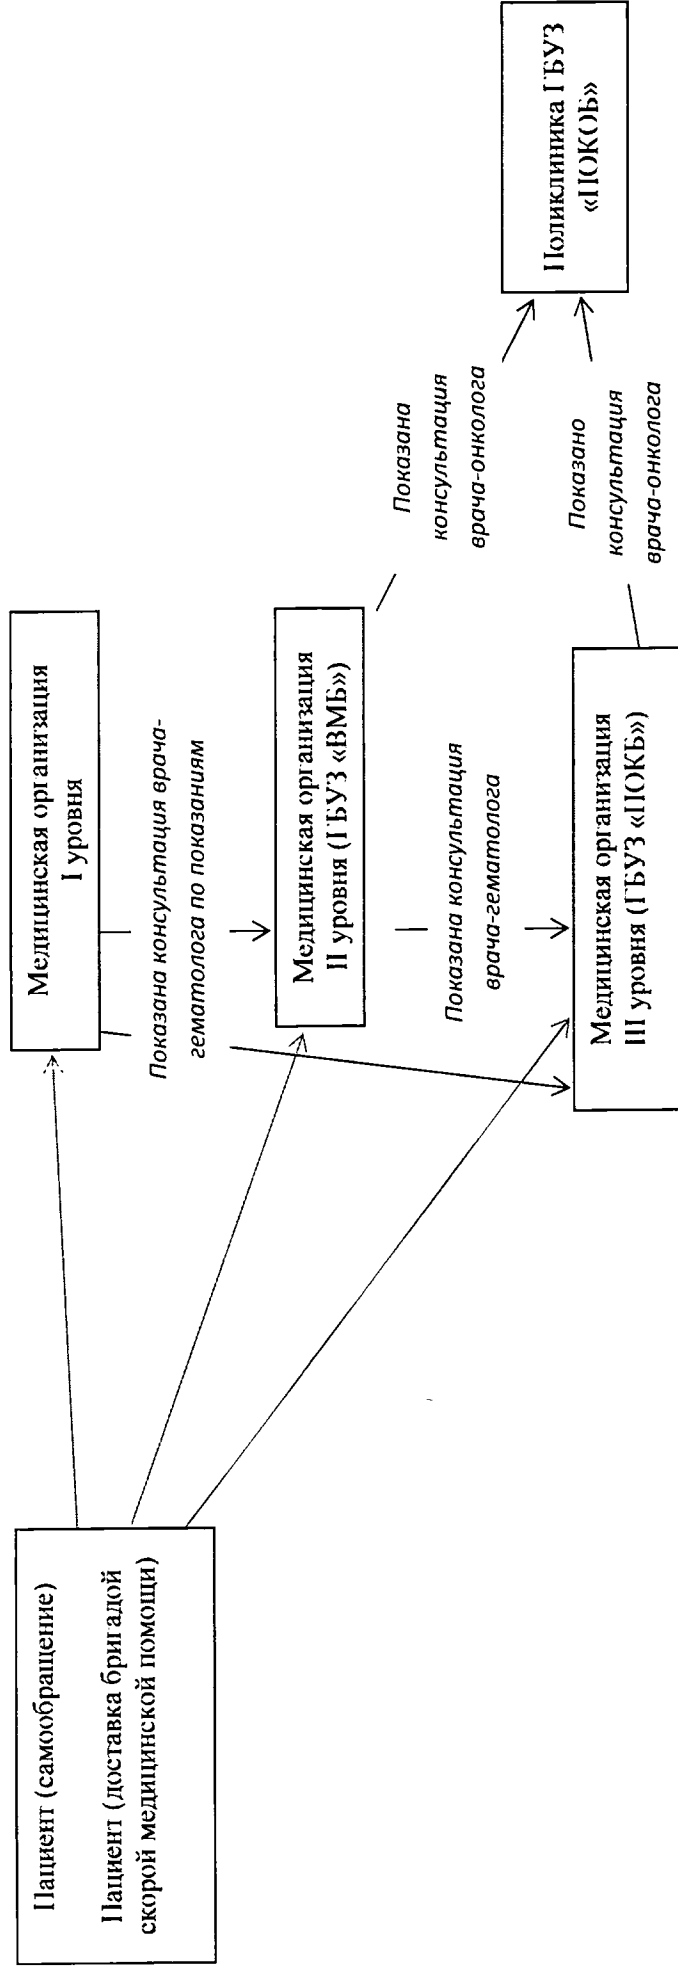 Пациент (самообращение)
Пациент (доставка бригадой
скорой медицинской помощи)
Медицинская организация
I уровня
Показана консультация врача-
гематолога по показаниям
Медицинская организация
II уровня (ГБУЗ «ВМБ»)
Показана консультация
врача-гематолога
Медицинская организация
III уровня (ГБУЗ «ПОКБ»)
Показана
консультация
врача-онколога
Показано
консультация
врача-онколога
Поликлиника ГБУЗ
«ПОКОБ»